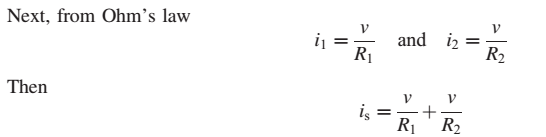 Next, from Ohm's law
i₁ = v/R₁ and i₂ = v/R₂
Then
iₛ = v/R₁ + v/R₂